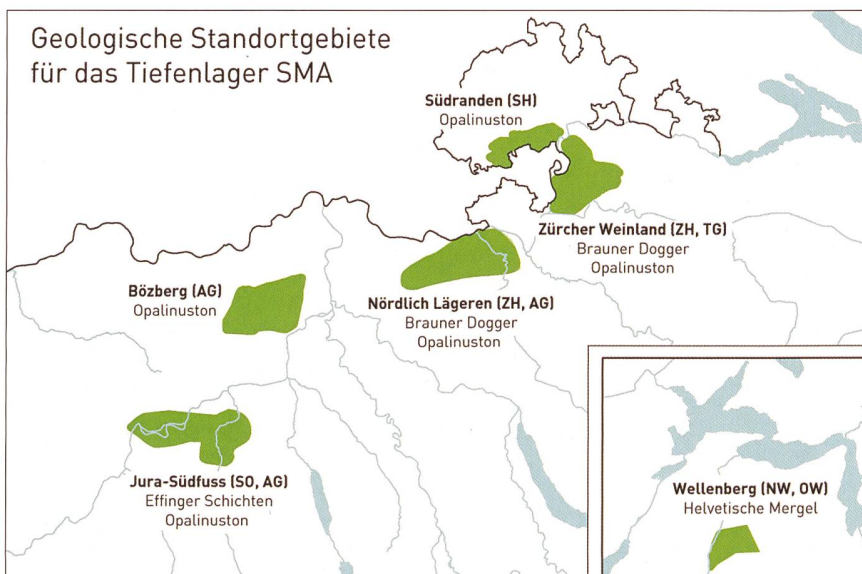 Geologische Standortgebiete
für das Tiefenlager SMA
Südranden (SH)
Opalinuston
Zürcher Weinland (ZH, TG)
Brauner Dogger
Opalinuston
Bözberg (AG)
Opalinuston
Nördlich Lägeren (ZH, AG)
Brauner Dogger
Opalinuston
Jura-Südfuss (SO, AG)
Effinger Schichten
Opalinuston
Wellenberg (NW, OW)
Helvetische Mergel